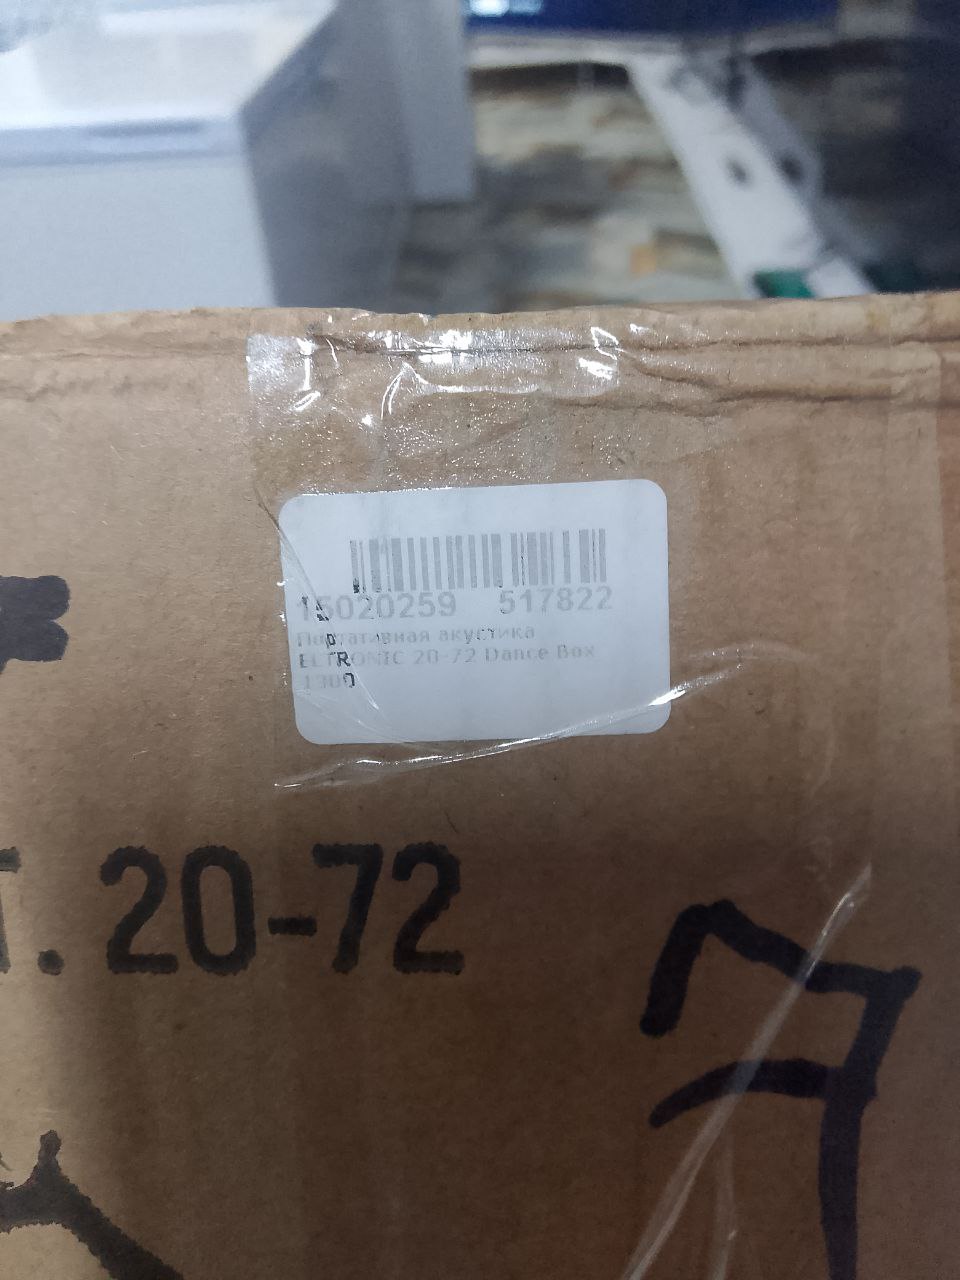 15020259 517822
Портативная акустика
ELTRONIC 20-72 Dance Box
1300
Т. 20-72
7